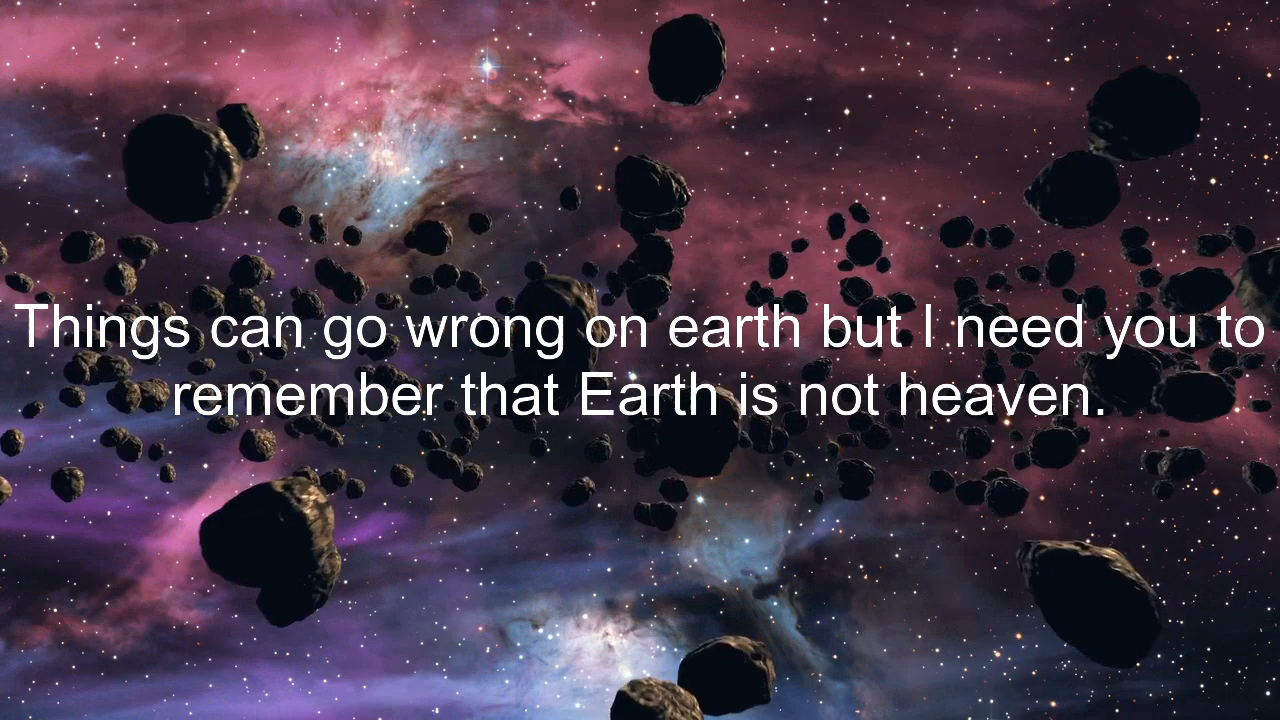 Things can go wrong on earth but I need you to
remember that Earth is not heaven.